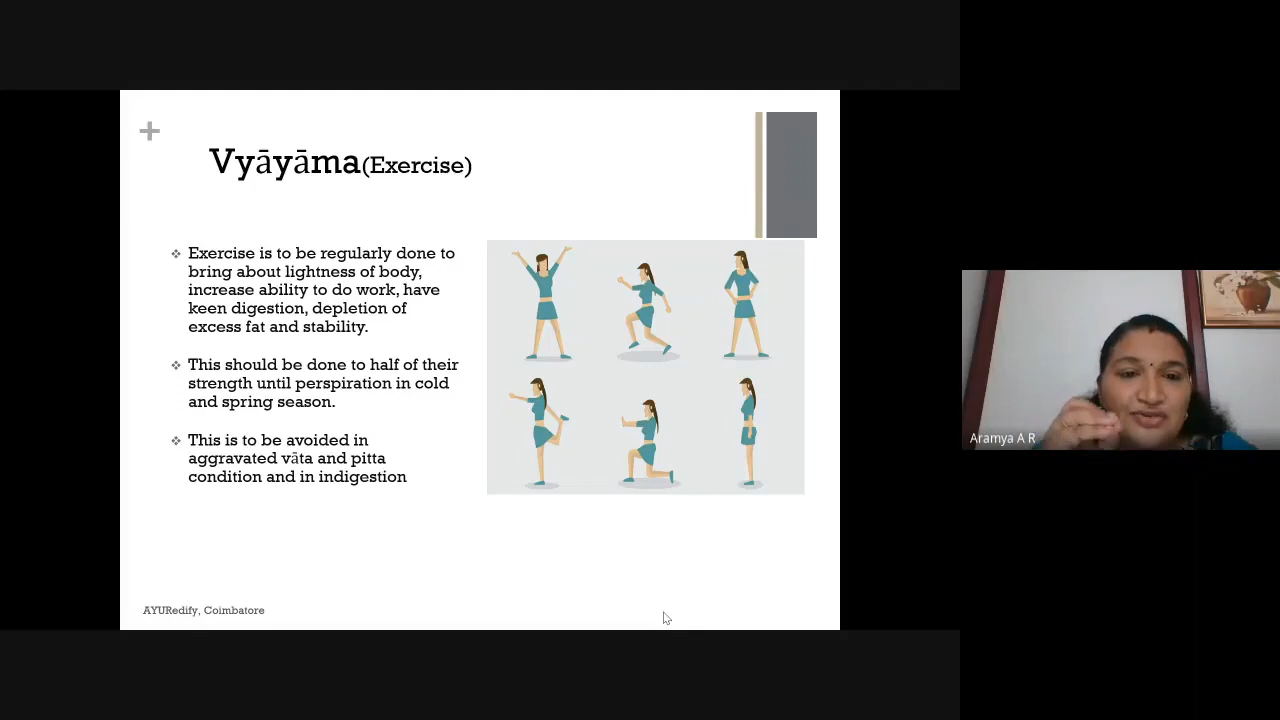 Vyāyāma(Exercise)
❖ Exercise is to be regularly done to
bring about lightness of body,
increase ability to do work, have
keen digestion, depletion of
excess fat and stability.
❖ This should be done to half of their
strength until perspiration in cold
and spring season.
❖ This is to be avoided in
aggravated vāta and pitta
condition and in indigestion
AYURedify, Coimbatore
Aramya A R